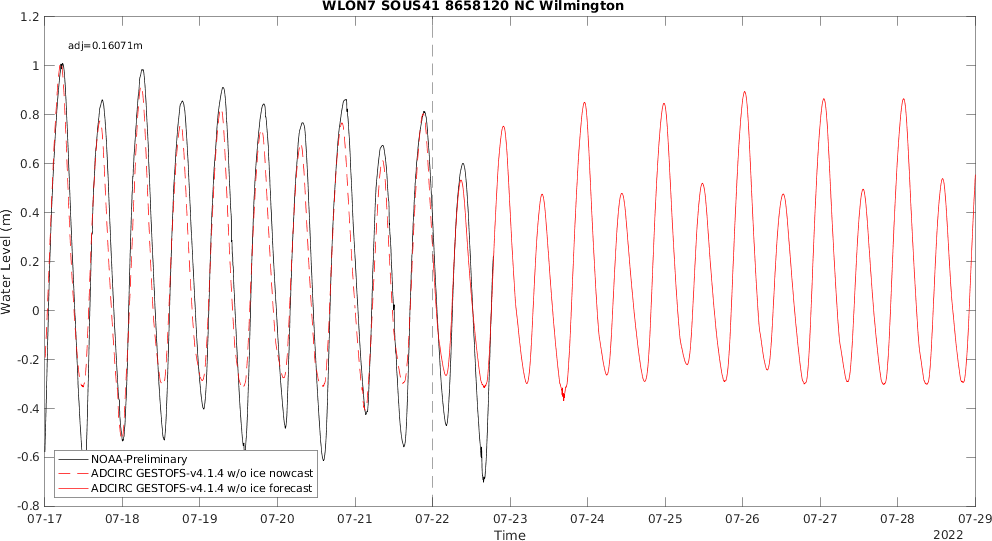 WLON7 SOUS41 8658120 NC Wilmington
adj=0.16071m
1.2
1
0.8
0.6
0.4
0.2
0
-0.2
-0.4
-0.6
-0.8
Water Level (m)
NOAA-Preliminary
ADCIRC GESTOFS-v4.1.4 w/o ice nowcast
ADCIRC GESTOFS-v4.1.4 w/o ice forecast
07-17 07-18 07-19 07-20 07-21 07-22 07-23 07-24 07-25 07-26 07-27 07-28 07-29
Time
2022